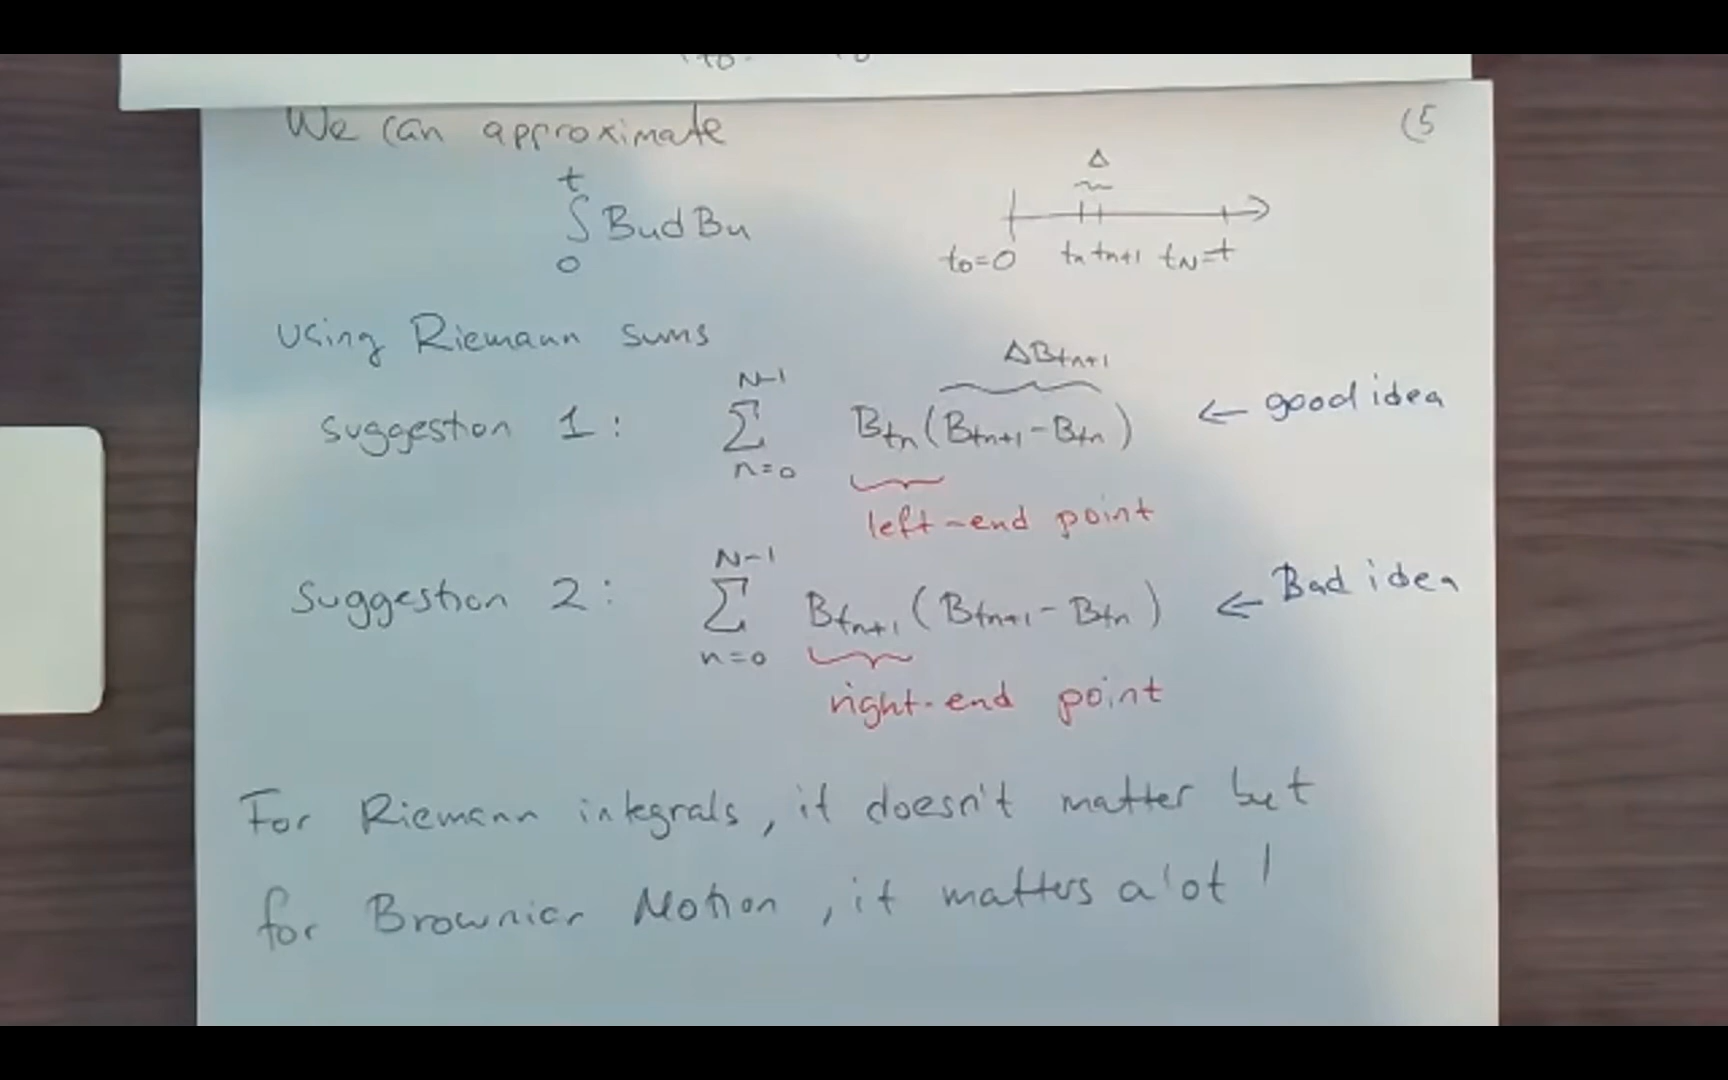 We can approximate
(5
t
∫ BudBu
0
Δ
t0=0 tn tn+1 tN=t
using Riemann sums
ΔBtn+1
N-1
suggestion 1: Σ Btn (Btn+1 - Btn) ← good idea
n=0
left-end point
N-1
Suggestion 2: Σ Btn+1 (Btn+1 - Btn) ← Bad idea
n=0
right-end point
For Riemann integrals, it doesn't matter but
for Brownian Motion, it matters alot!